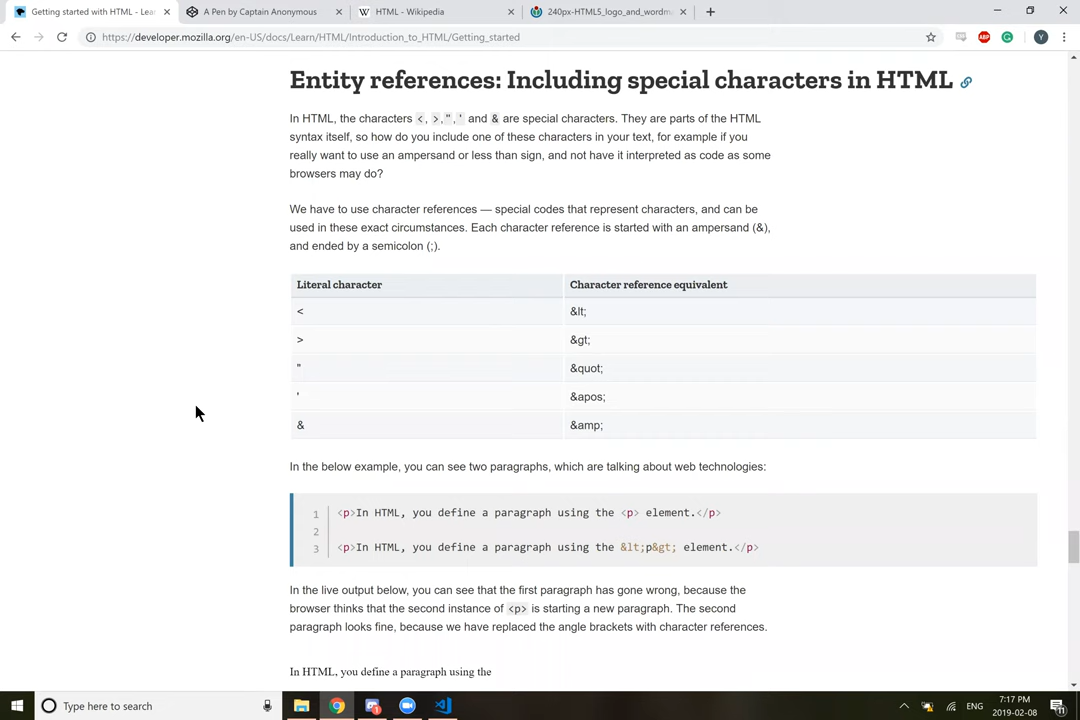 Getting started with HTML - Lea
A Pen by Captain Anonymous
HTML - Wikipedia
240px-HTML5_logo_and_wordma
https://developer.mozilla.org/en-US/docs/Learn/HTML/Introduction_to_HTML/Getting_started
ABP
Y
Entity references: Including special characters in HTML
In HTML, the characters <, >,",' and & are special characters. They are parts of the HTML
syntax itself, so how do you include one of these characters in your text, for example if you
really want to use an ampersand or less than sign, and not have it interpreted as code as some
browsers may do?
We have to use character references — special codes that represent characters, and can be
used in these exact circumstances. Each character reference is started with an ampersand (&),
and ended by a semicolon (;).
Literal character Character reference equivalent
< &lt;
> &gt;
" &quot;
' &apos;
& &amp;
In the below example, you can see two paragraphs, which are talking about web technologies:
1 <p>In HTML, you define a paragraph using the <p> element.</p>
2
3 <p>In HTML, you define a paragraph using the &lt;p&gt; element.</p>
In the live output below, you can see that the first paragraph has gone wrong, because the
browser thinks that the second instance of <p> is starting a new paragraph. The second
paragraph looks fine, because we have replaced the angle brackets with character references.
In HTML, you define a paragraph using the
Type here to search
ENG
7:17 PM
2019-02-08